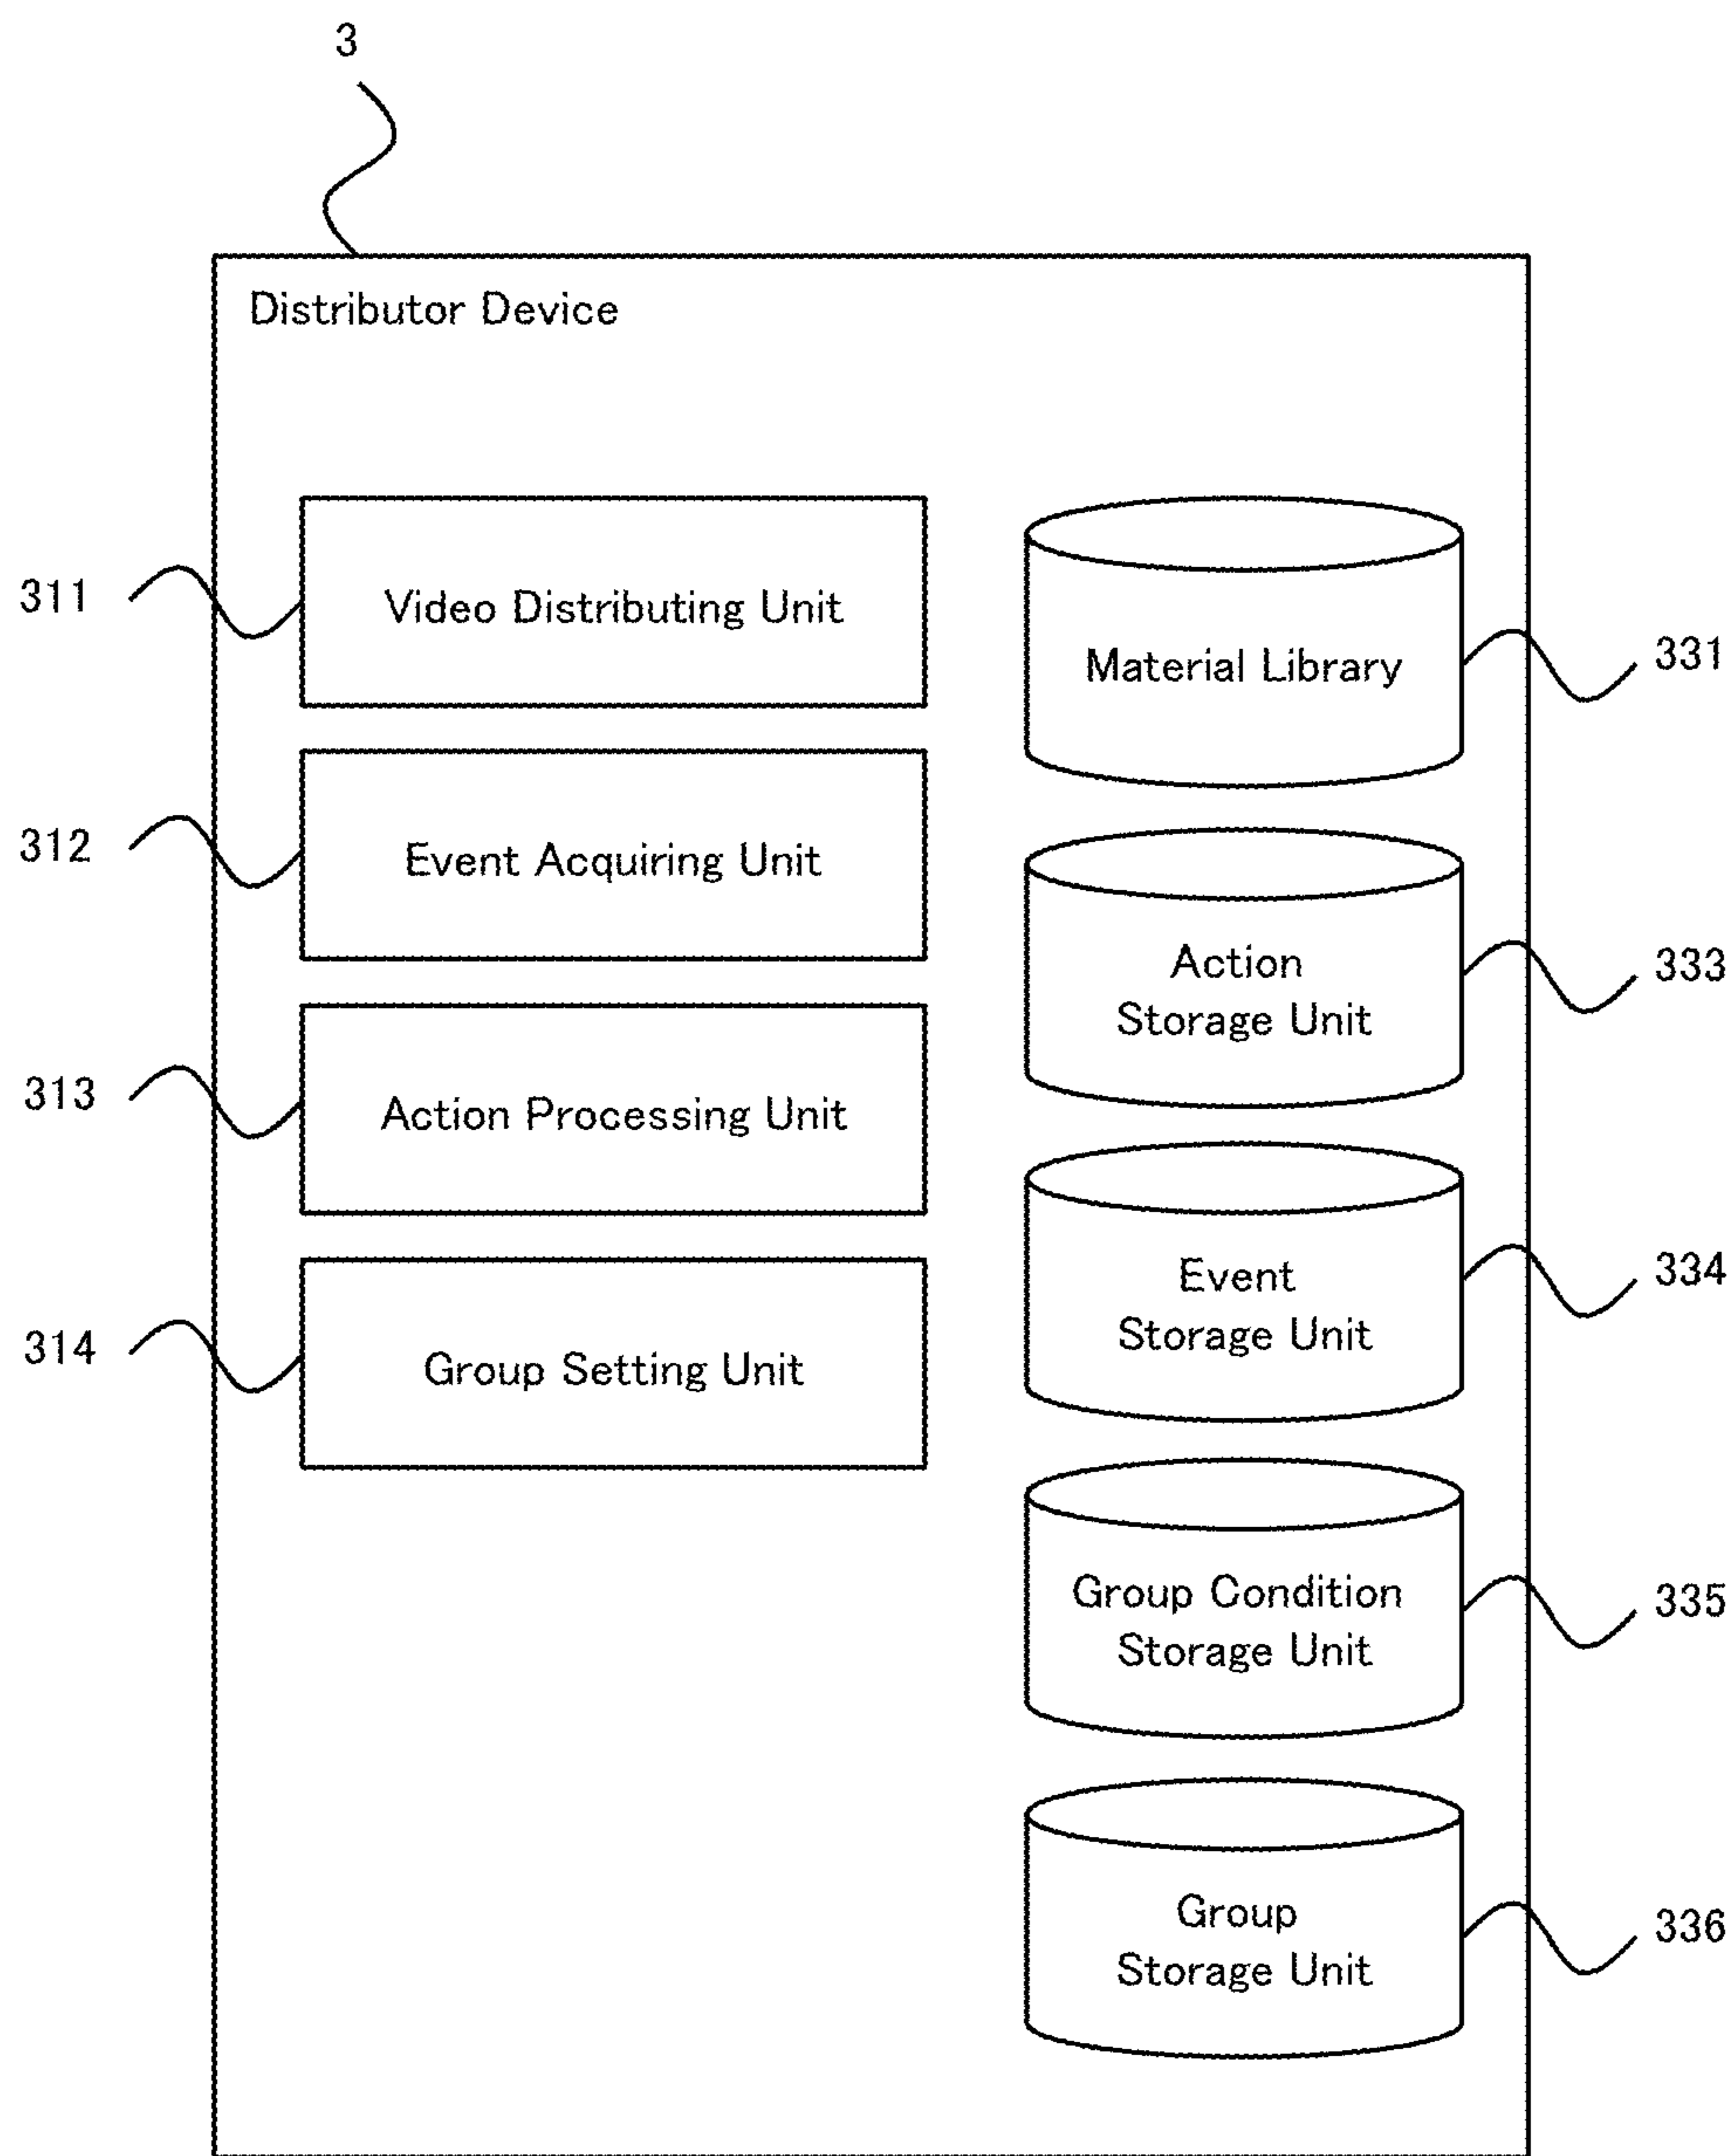 3
Distributor Device
311
Video Distributing Unit
312
Event Acquiring Unit
313
Action Processing Unit
314
Group Setting Unit
Material Library
331
Action
Storage Unit
333
Event
Storage Unit
334
Group Condition
Storage Unit
335
Group
Storage Unit
336